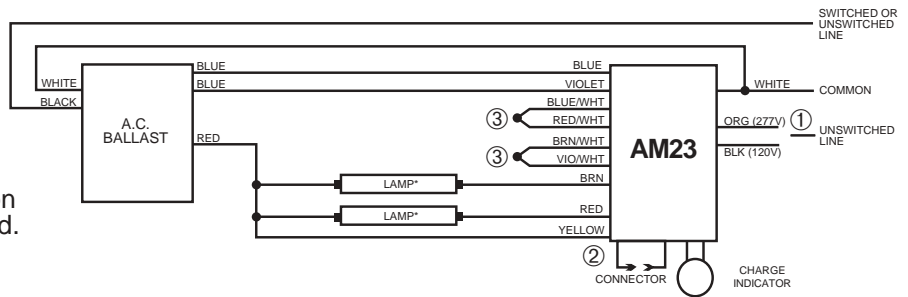 SWITCHED OR
UNSWITCHED
LINE
WHITE
BLACK
A.C.
BALLAST
BLUE
BLUE
RED
BLUE
VIOLET
BLUE/WHT
③
RED/WHT
BRN/WHT
③
VIO/WHT
BRN
LAMP*
RED
LAMP*
YELLOW
AM23
WHITE
COMMON
ORG (277V)
①
UNSWITCHED
LINE
BLK (120V)
②
CONNECTOR
CHARGE
INDICATOR
n
d.